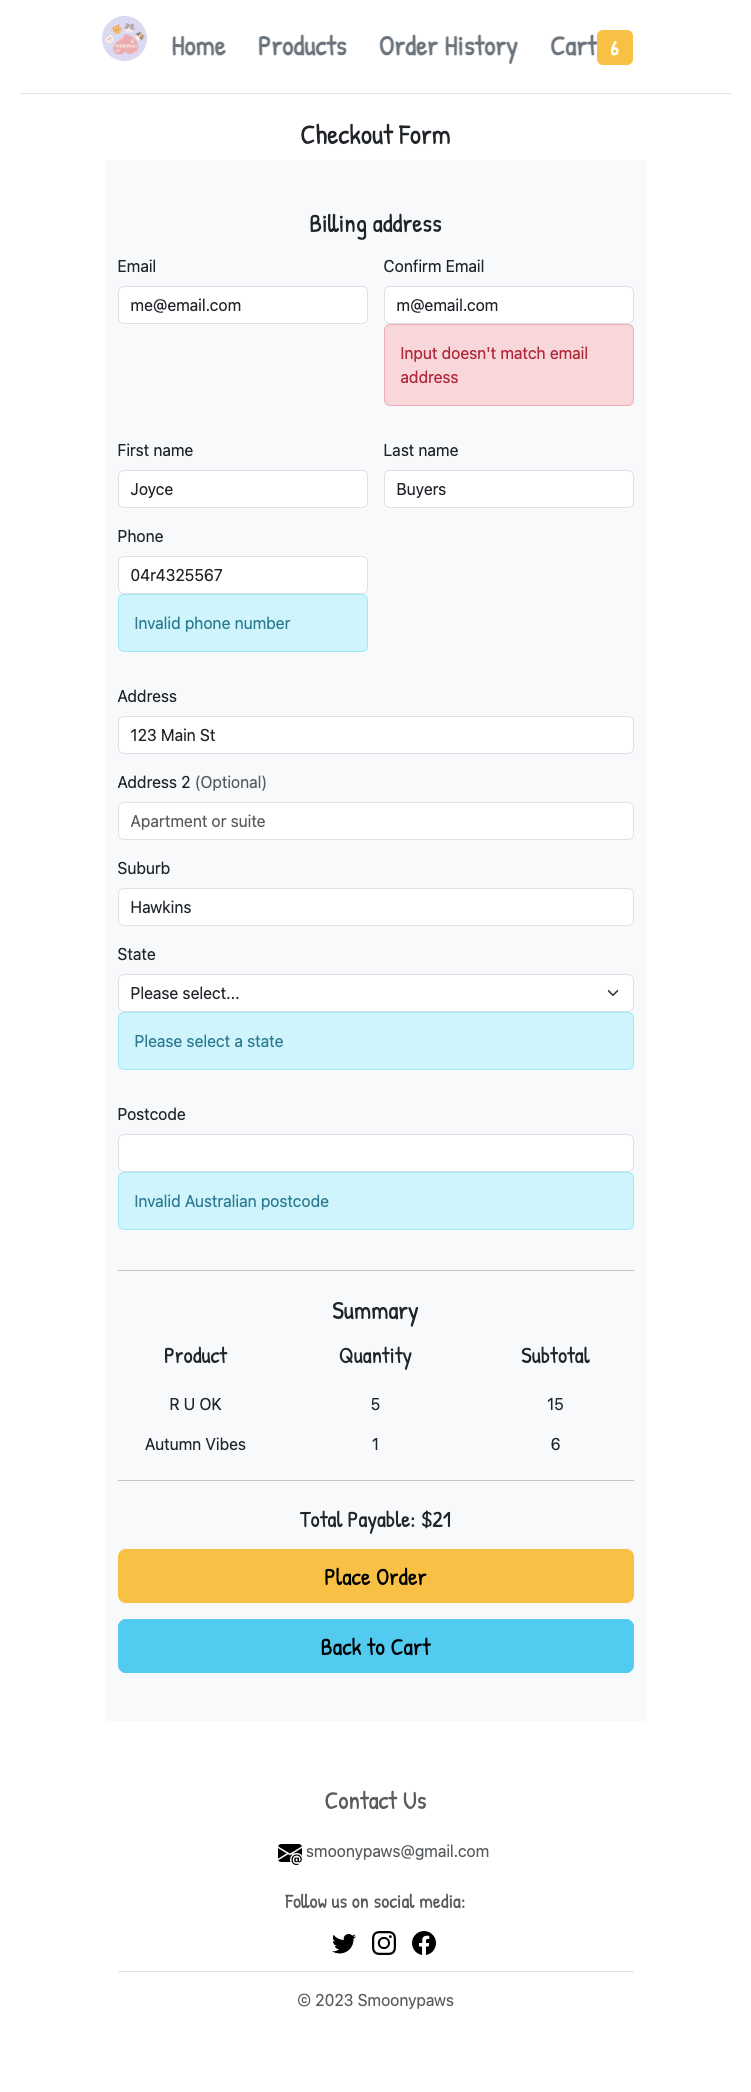 Home Products Order History Cart 6
Checkout Form
Billing address
Email Confirm Email
me@email.com m@email.com
Input doesn't match email
address
First name Last name
Joyce Buyers
Phone
04r4325567
Invalid phone number
Address
123 Main St
Address 2 (Optional)
Apartment or suite
Suburb
Hawkins
State
Please select...
Please select a state
Postcode
Invalid Australian postcode
Summary
Product Quantity Subtotal
R U OK 5 15
Autumn Vibes 1 6
Total Payable: $21
Place Order
Back to Cart
Contact Us
smoonypaws@gmail.com
Follow us on social media:
© 2023 Smoonypaws